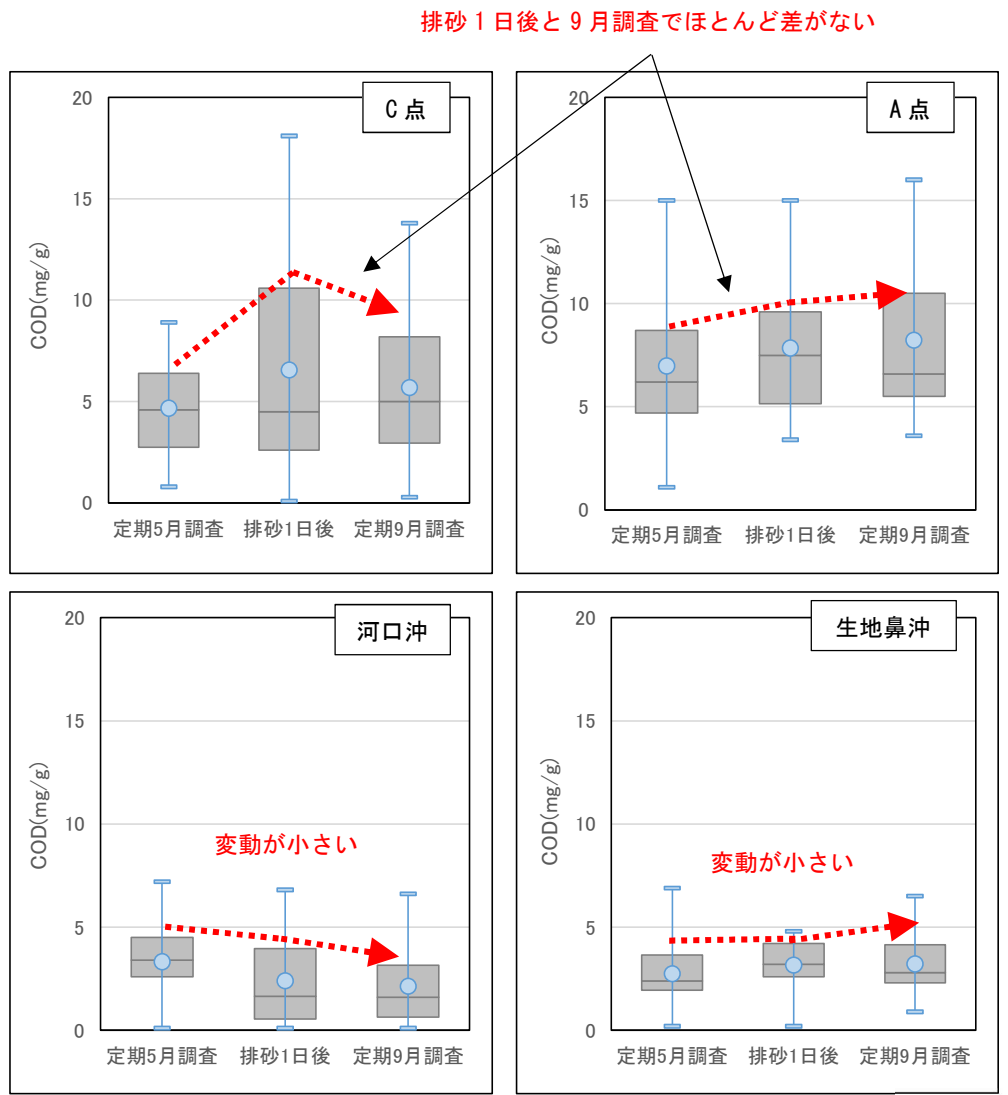 排砂1日後と9月調査でほとんど差がない
C点
20
15
10
5
0
COD(mg/g)
定期5月調査 排砂1日後 定期9月調査
A点
20
15
10
5
0
COD(mg/g)
定期5月調査 排砂1日後 定期9月調査
河口沖
20
15
10
5
0
COD(mg/g)
変動が小さい
定期5月調査 排砂1日後 定期9月調査
生地鼻沖
20
15
10
5
0
COD(mg/g)
変動が小さい
定期5月調査 排砂1日後 定期9月調査